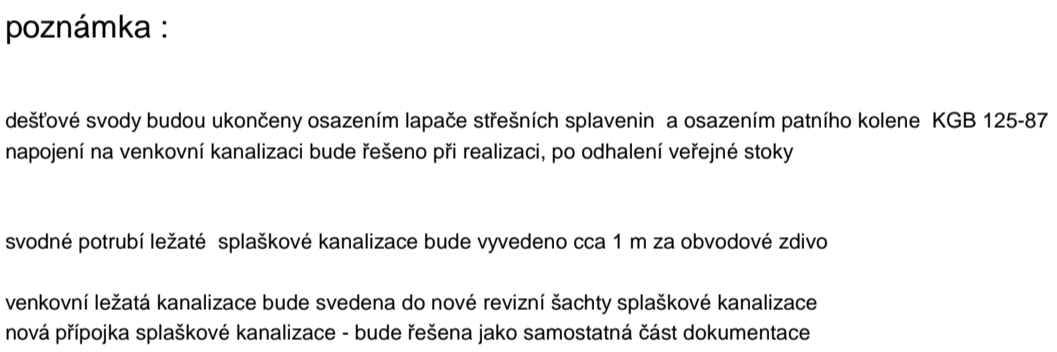 poznámka :
dešťové svody budou ukončeny osazením lapače střešních splavenin  a osazením patního kolene  KGB 125-87
napojení na venkovní kanalizaci bude řešeno při realizaci, po odhalení veřejné stoky
svodné potrubí ležaté  splaškové kanalizace bude vyvedeno cca 1 m za obvodové zdivo
venkovní ležatá kanalizace bude svedena do nové revizní šachty splaškové kanalizace
nová přípojka splaškové kanalizace - bude řešena jako samostatná část dokumentace